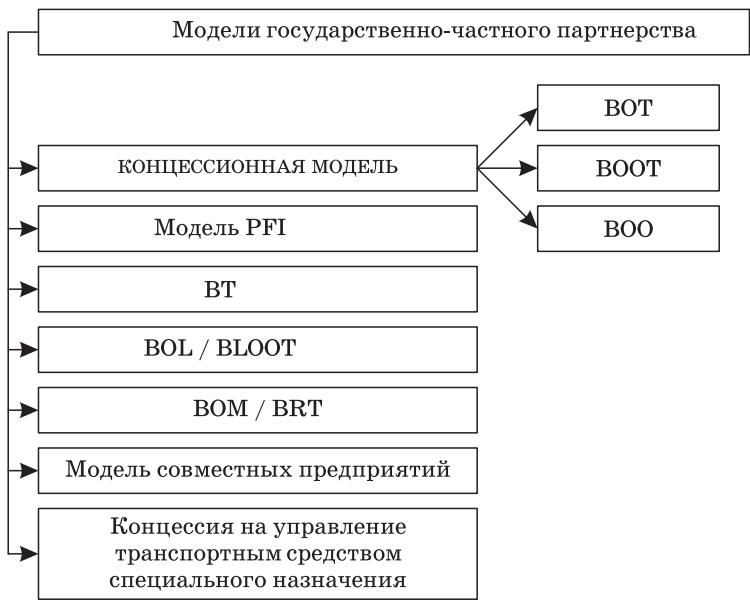 Модели государственно-частного партнерства
BOT
КОНЦЕССИОННАЯ МОДЕЛЬ
BOOT
Модель PFI
BOO
BT
BOL / BLOOT
BOM / BRT
Модель совместных предприятий
Концессия на управление
транспортным средством
специального назначения